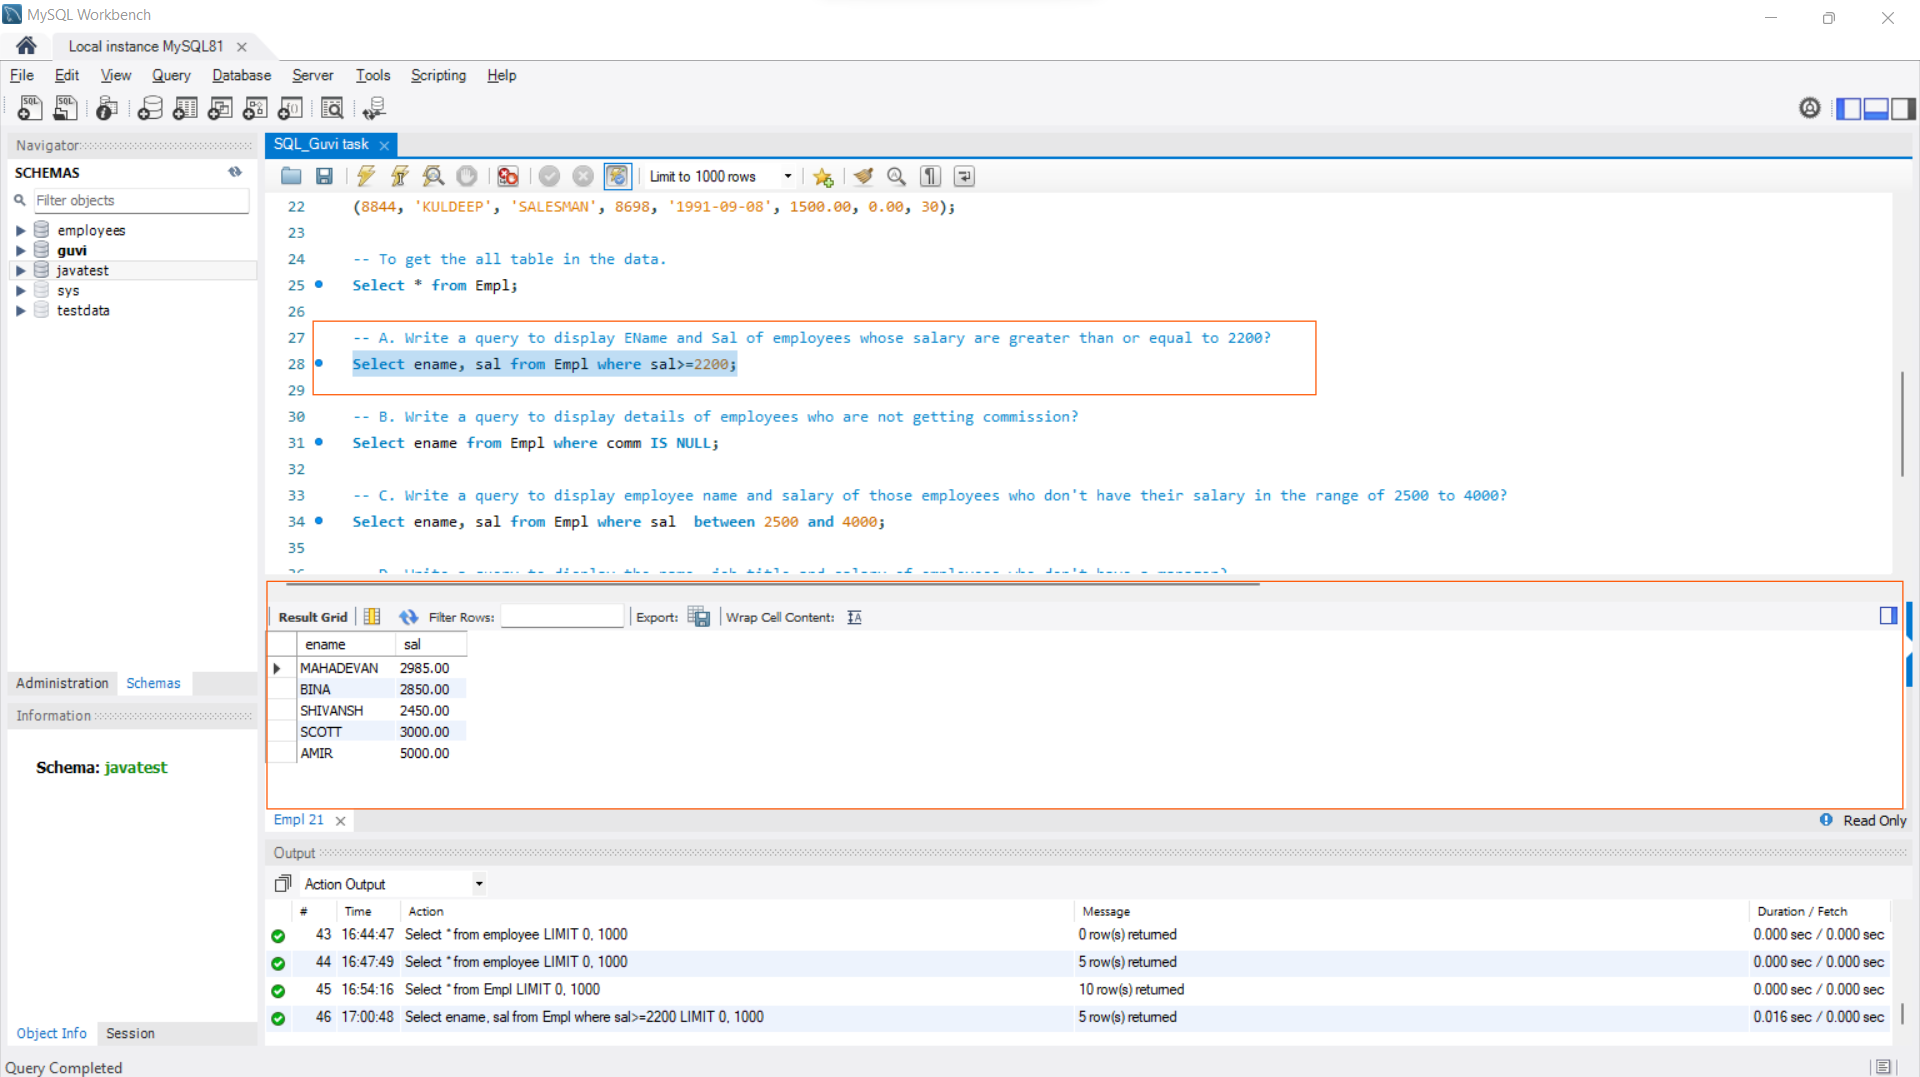 MySQL Workbench
Local instance MySQL81
File Edit View Query Database Server Tools Scripting Help
Navigator
SCHEMAS
Filter objects
employees
guvi
javatest
sys
testdata
Administration Schemas
Information
Schema: javatest
Object Info Session
SQL_Guvi task
Limit to 1000 rows
22 (8844, 'KULDEEP', 'SALESMAN', 8698, '1991-09-08', 1500.00, 0.00, 30);
23
24 -- To get the all table in the data.
25 Select * from Empl;
26
27 -- A. Write a query to display EName and Sal of employees whose salary are greater than or equal to 2200?
28 Select ename, sal from Empl where sal>=2200;
29
30 -- B. Write a query to display details of employees who are not getting commission?
31 Select ename from Empl where comm IS NULL;
32
33 -- C. Write a query to display employee name and salary of those employees who don't have their salary in the range of 2500 to 4000?
34 Select ename, sal from Empl where sal  between 2500 and 4000;
35
Result Grid Filter Rows: Export: Wrap Cell Content:
ename sal
MAHADEVAN 2985.00
BINA 2850.00
SHIVANSH 2450.00
SCOTT 3000.00
AMIR 5000.00
Empl 21 Read Only
Output
Action Output
# Time Action Message Duration / Fetch
43 16:44:47 Select * from employee LIMIT 0, 1000 0 row(s) returned 0.000 sec / 0.000 sec
44 16:47:49 Select * from employee LIMIT 0, 1000 5 row(s) returned 0.000 sec / 0.000 sec
45 16:54:16 Select * from Empl LIMIT 0, 1000 10 row(s) returned 0.000 sec / 0.000 sec
46 17:00:48 Select ename, sal from Empl where sal>=2200 LIMIT 0, 1000 5 row(s) returned 0.016 sec / 0.000 sec
Query Completed